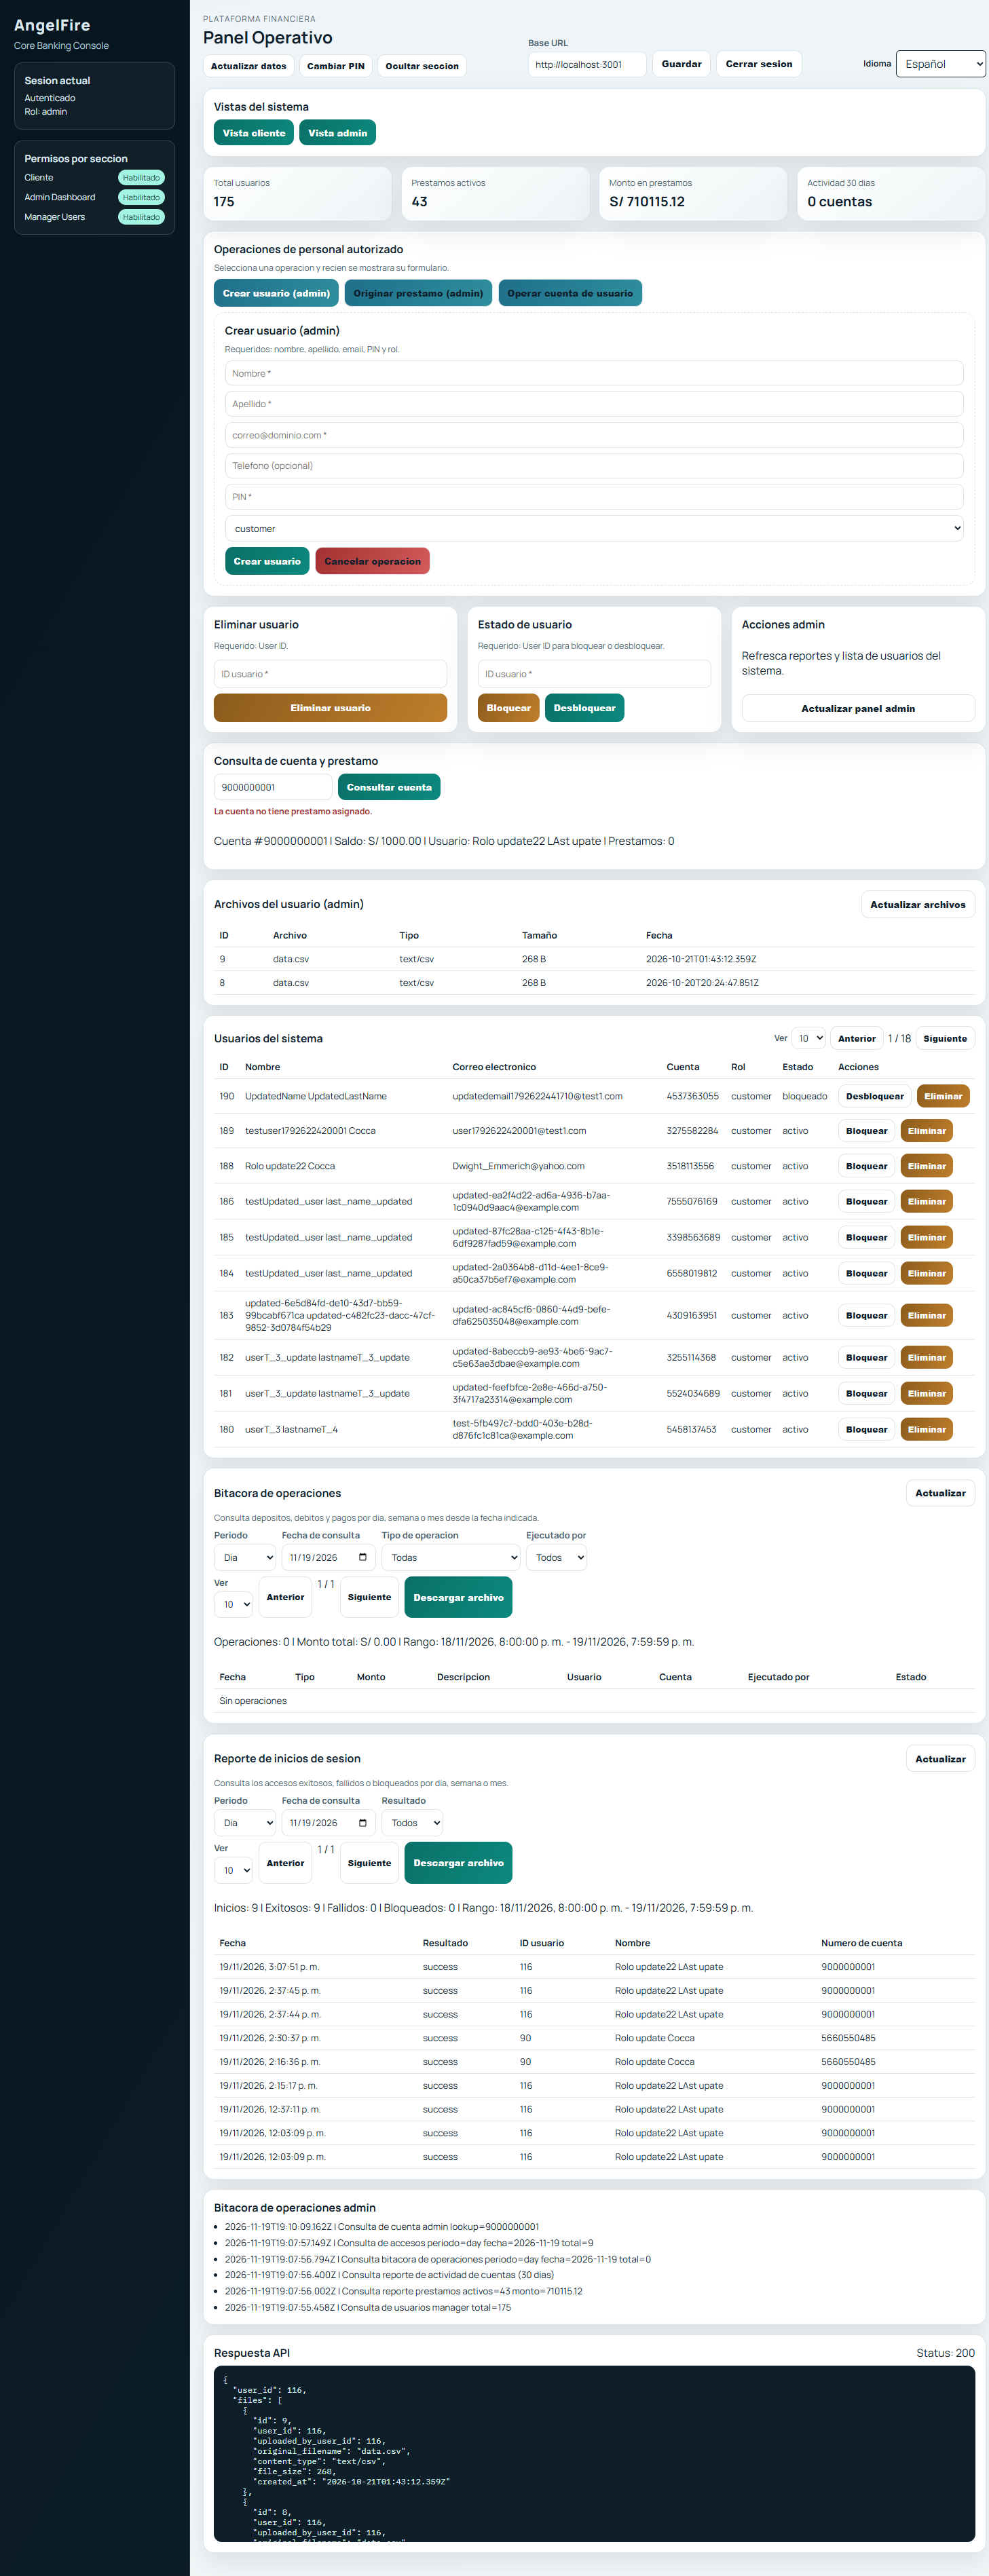 AngelFire
Core Banking Console
Sesion actual
Autenticado
Rol: admin
Permisos por seccion
Cliente Habilitado
Admin Dashboard Habilitado
Manager Users Habilitado
PLATAFORMA FINANCIERA
Panel Operativo
Actualizar datos Cambiar PIN Ocultar seccion
Base URL
http://localhost:3001 Guardar Cerrar sesion
Idioma Español
Vistas del sistema
Vista cliente Vista admin
Total usuarios
175
Prestamos activos
43
Monto en prestamos
S/ 710115.12
Actividad 30 dias
0 cuentas
Operaciones de personal autorizado
Selecciona una operacion y recien se mostrara su formulario.
Crear usuario (admin) Originar prestamo (admin) Operar cuenta de usuario
Crear usuario (admin)
Requeridos: nombre, apellido, email, PIN y rol.
Nombre *
Apellido *
correo@dominio.com *
Telefono (opcional)
PIN *
customer
Crear usuario Cancelar operacion
Eliminar usuario
Requerido: User ID.
ID usuario *
Eliminar usuario
Estado de usuario
Requerido: User ID para bloquear o desbloquear.
ID usuario *
Bloquear Desbloquear
Acciones admin
Refresca reportes y lista de usuarios del
sistema.
Actualizar panel admin
Consulta de cuenta y prestamo
9000000001 Consultar cuenta
La cuenta no tiene prestamo asignado.
Cuenta #9000000001 | Saldo: S/ 1000.00 | Usuario: Rolo update22 LAst upate | Prestamos: 0
Archivos del usuario (admin) Actualizar archivos
ID Archivo Tipo Tamaño Fecha
9 data.csv text/csv 268 B 2026-10-21T01:43:12.359Z
8 data.csv text/csv 268 B 2026-10-20T20:24:47.851Z
Usuarios del sistema Ver 10 Anterior 1 / 18 Siguiente
ID Nombre Correo electronico Cuenta Rol Estado Acciones
190 UpdatedName UpdatedLastName updatedemail1792622441710@test1.com 4537363055 customer bloqueado Desbloquear Eliminar
189 testuser1792622420001 Cocca user1792622420001@test1.com 3275582284 customer activo Bloquear Eliminar
188 Rolo update22 Cocca Dwight_Emmerich@yahoo.com 3518113556 customer activo Bloquear Eliminar
186 testUpdated_user last_name_updated updated-ea2f4d22-ad6a-4936-b7aa-
1c0940d9aac4@example.com 7555076169 customer activo Bloquear Eliminar
185 testUpdated_user last_name_updated updated-87fc28aa-c125-4f43-8b1e-
6df9287fad59@example.com 3398563689 customer activo Bloquear Eliminar
184 testUpdated_user last_name_updated updated-2a0364b8-d11d-4ee1-8ce9-
a50ca37b5ef7@example.com 6558019812 customer activo Bloquear Eliminar
183 updated-6e5d84fd-de10-43d7-bb59-
99bcabf671ca updated-c482fc23-dacc-47cf-
9852-3d0784f54b29 updated-ac845cf6-0860-44d9-befe-
dfa625035048@example.com 4309163951 customer activo Bloquear Eliminar
182 userT_3_update lastnameT_3_update updated-8abeccb9-ae93-4be6-9ac7-
c5e63ae3dbae@example.com 3255114368 customer activo Bloquear Eliminar
181 userT_3_update lastnameT_3_update updated-feefbfce-2e8e-466d-a750-
3f4717a23314@example.com 5524034689 customer activo Bloquear Eliminar
180 userT_3 lastnameT_4 test-5fb497c7-bdd0-403e-b28d-
d876fc1c81ca@example.com 5458137453 customer activo Bloquear Eliminar
Bitacora de operaciones Actualizar
Consulta depositos, debitos y pagos por dia, semana o mes desde la fecha indicada.
Periodo Fecha de consulta Tipo de operacion Ejecutado por
Dia 11/19/2026 Todas Todos
Ver
10 Anterior 1 / 1 Siguiente Descargar archivo
Operaciones: 0 | Monto total: S/ 0.00 | Rango: 18/11/2026, 8:00:00 p. m. - 19/11/2026, 7:59:59 p. m.
Fecha Tipo Monto Descripcion Usuario Cuenta Ejecutado por Estado
Sin operaciones
Reporte de inicios de sesion Actualizar
Consulta los accesos exitosos, fallidos o bloqueados por dia, semana o mes.
Periodo Fecha de consulta Resultado
Dia 11/19/2026 Todos
Ver
10 Anterior 1 / 1 Siguiente Descargar archivo
Inicios: 9 | Exitosos: 9 | Fallidos: 0 | Bloqueados: 0 | Rango: 18/11/2026, 8:00:00 p. m. - 19/11/2026, 7:59:59 p. m.
Fecha Resultado ID usuario Nombre Numero de cuenta
19/11/2026, 3:07:51 p. m. success 116 Rolo update22 LAst upate 9000000001
19/11/2026, 2:37:45 p. m. success 116 Rolo update22 LAst upate 9000000001
19/11/2026, 2:37:44 p. m. success 116 Rolo update22 LAst upate 9000000001
19/11/2026, 2:30:37 p. m. success 90 Rolo update Cocca 5660550485
19/11/2026, 2:16:36 p. m. success 90 Rolo update Cocca 5660550485
19/11/2026, 2:15:17 p. m. success 116 Rolo update22 LAst upate 9000000001
19/11/2026, 12:37:11 p. m. success 116 Rolo update22 LAst upate 9000000001
19/11/2026, 12:03:09 p. m. success 116 Rolo update22 LAst upate 9000000001
19/11/2026, 12:03:09 p. m. success 116 Rolo update22 LAst upate 9000000001
Bitacora de operaciones admin
2026-11-19T19:10:09.162Z | Consulta de cuenta admin lookup=9000000001
2026-11-19T19:07:57.149Z | Consulta de accesos periodo=day fecha=2026-11-19 total=9
2026-11-19T19:07:56.794Z | Consulta bitacora de operaciones periodo=day fecha=2026-11-19 total=0
2026-11-19T19:07:56.400Z | Consulta reporte de actividad de cuentas (30 dias)
2026-11-19T19:07:56.002Z | Consulta reporte prestamos activos=43 monto=710115.12
2026-11-19T19:07:55.458Z | Consulta de usuarios manager total=175
Respuesta API Status: 200
{
"user_id": 116,
"files": [
{
"id": 9,
"user_id": 116,
"uploaded_by_user_id": 116,
"original_filename": "data.csv",
"content_type": "text/csv",
"file_size": 268,
"created_at": "2026-10-21T01:43:12.359Z"
},
{
"id": 8,
"user_id": 116,
"uploaded_by_user_id": 116,